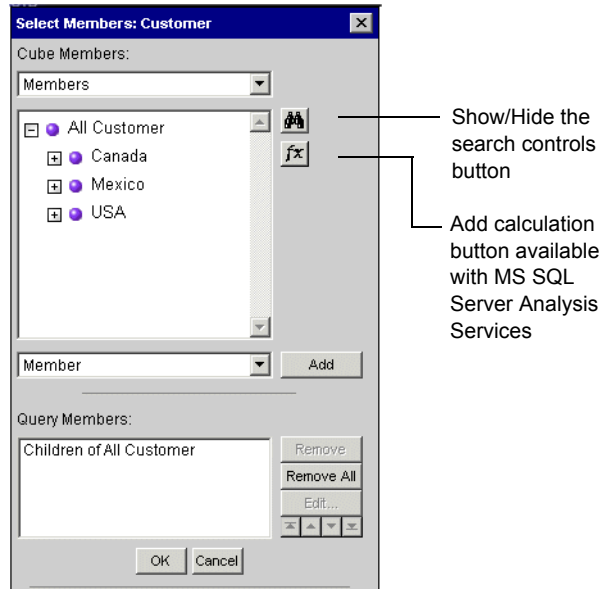 Select Members: Customer
Cube Members:
Members
All Customer
Canada
Mexico
USA
fx
Member
Add
Query Members:
Children of All Customer
Remove
Remove All
Edit...
OK
Cancel
Show/Hide the
search controls
button
Add calculation
button available
with MS SQL
Server Analysis
Services